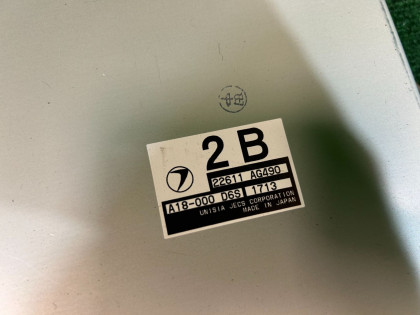 2B
22611 AG490
A18-000 D6S 1713
UNISIA JECS CORPORATION
MADE IN JAPAN